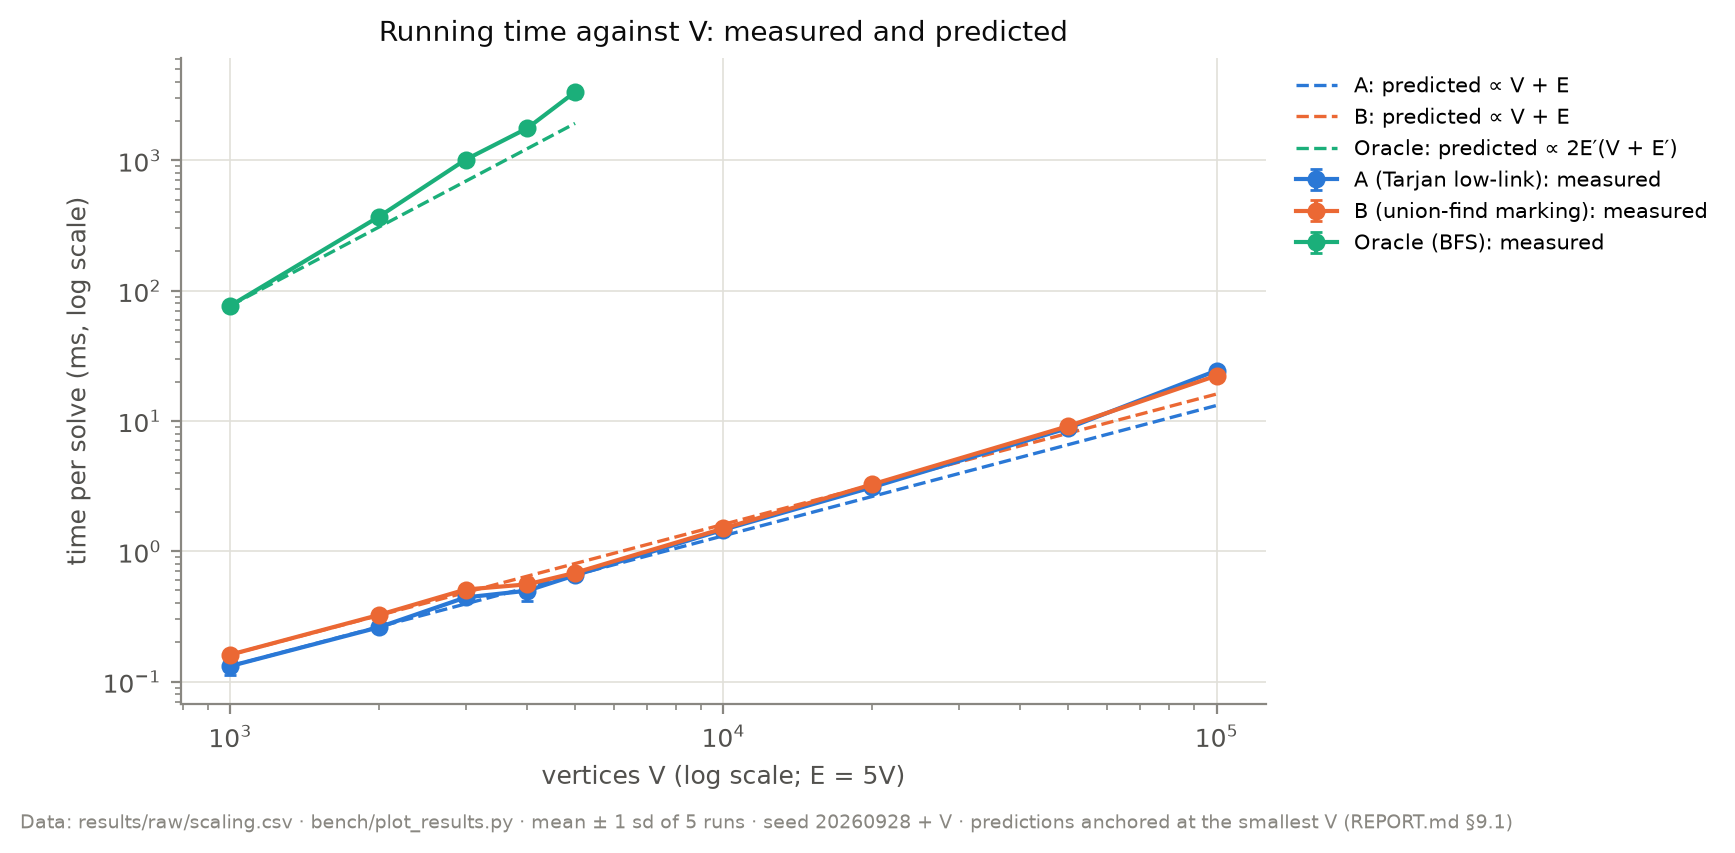 Running time against V: measured and predicted
A: predicted ∝ V + E
B: predicted ∝ V + E
Oracle: predicted ∝ 2E′(V + E′)
A (Tarjan low-link): measured
B (union-find marking): measured
Oracle (BFS): measured
time per solve (ms, log scale)
10³
10²
10¹
10⁰
10⁻¹
10³ 10⁴ 10⁵
vertices V (log scale; E = 5V)
Data: results/raw/scaling.csv · bench/plot_results.py · mean ± 1 sd of 5 runs · seed 20260928 + V · predictions anchored at the smallest V (REPORT.md §9.1)